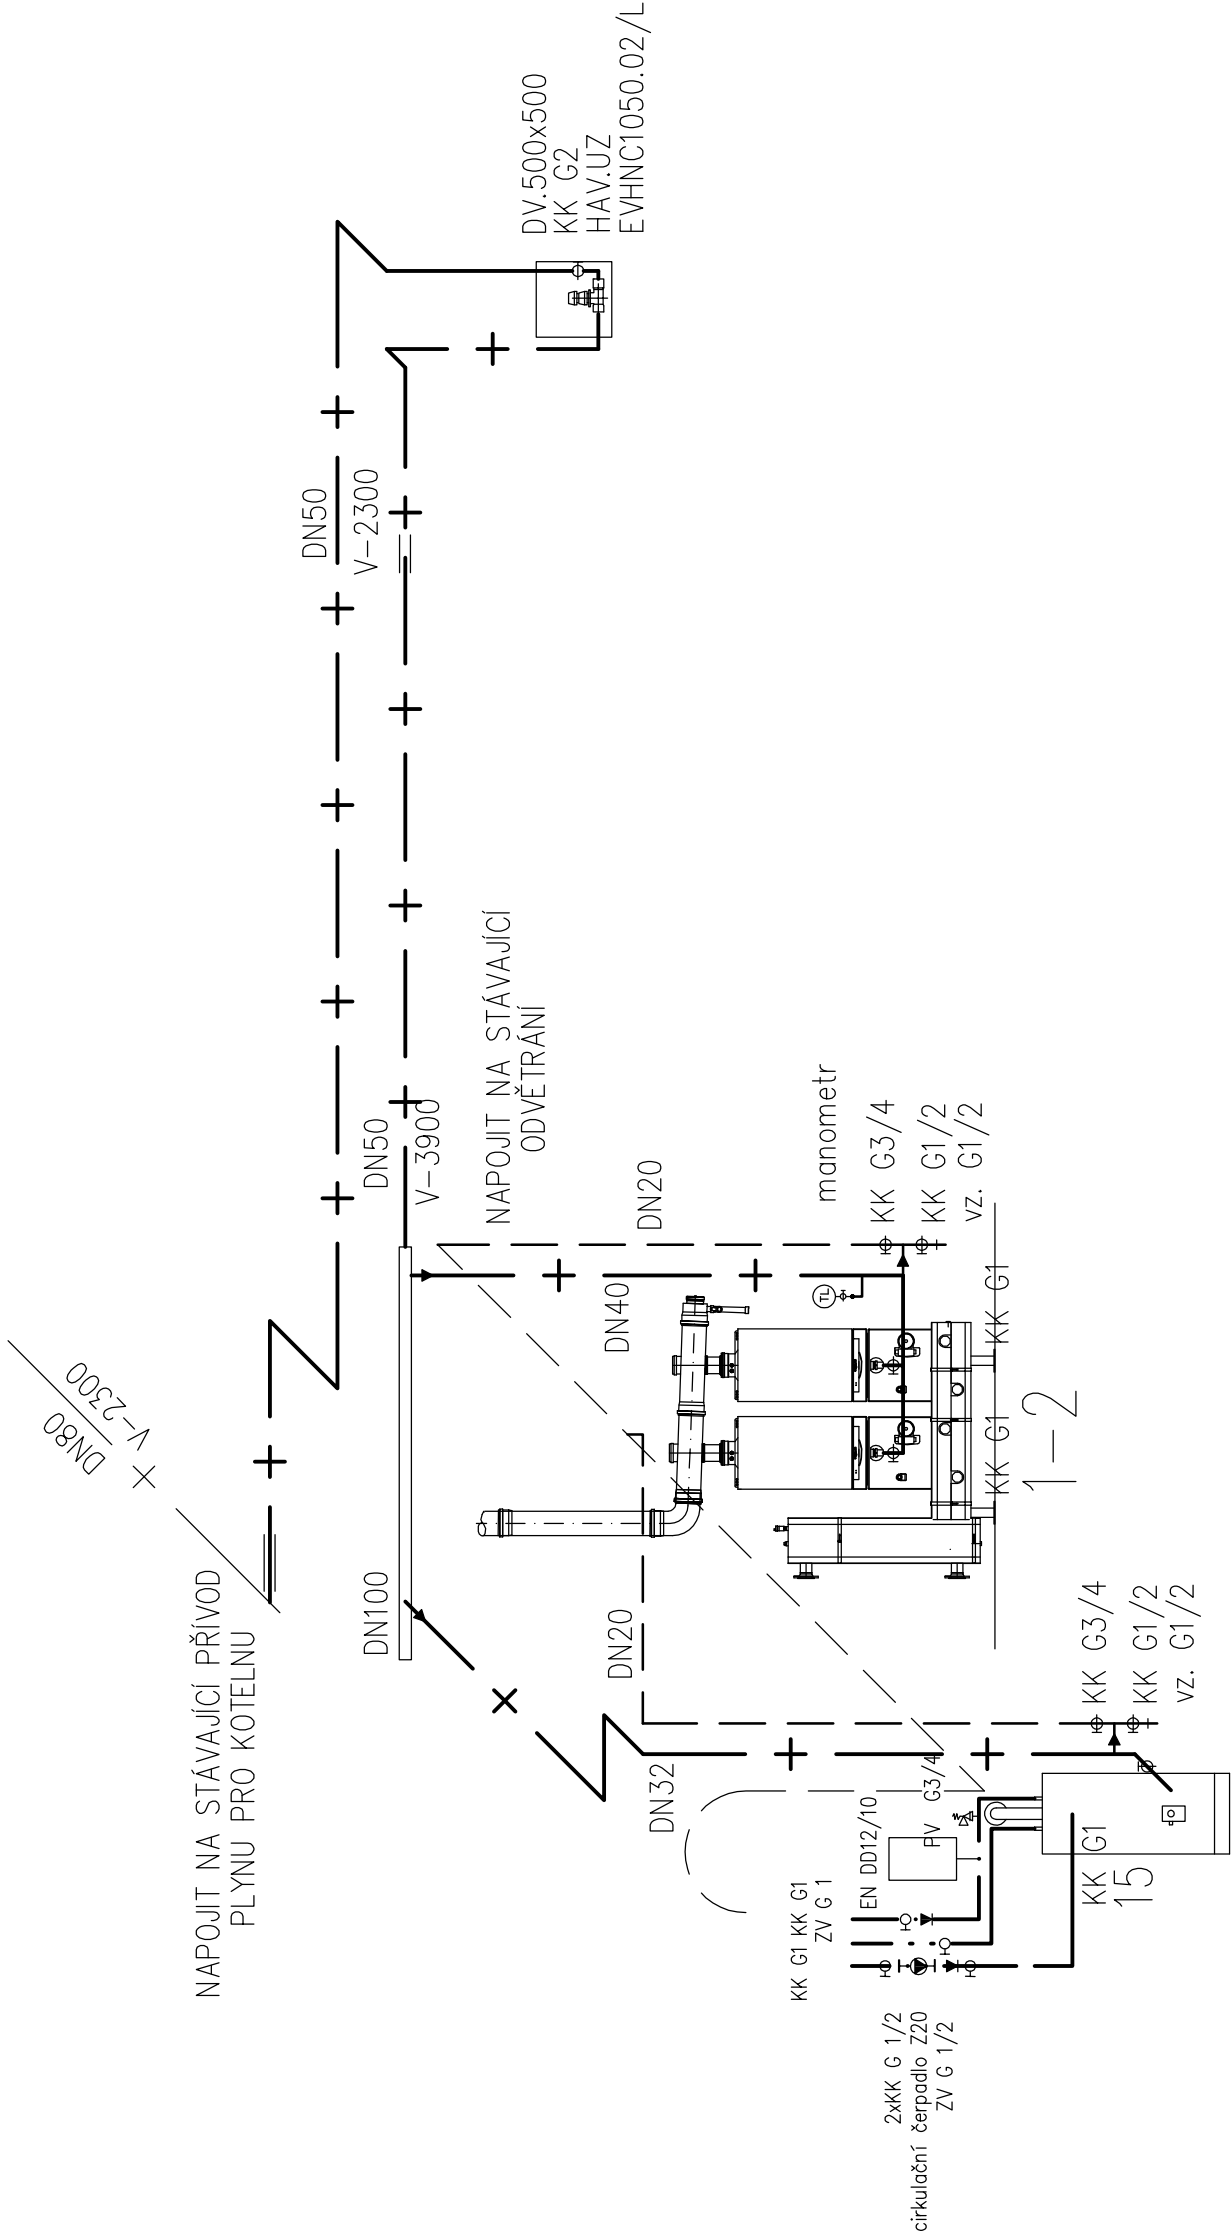 DN80
V-2300
NAPOJIT NA STÁVAJÍCÍ PŘÍVOD
PLYNU PRO KOTELNU
DN50
V-2300
DV.500x500
KK G2
HAV.UZ
EVHNC1050.02/L
DN100
DN50
V-3900
NAPOJIT NA STÁVAJÍCÍ
ODVĚTRÁNÍ
DN20
DN40
manometr
TL
KK G3/4
KK G1/2
vz. G1/2
KK G1
KK G1
1-2
DN20
DN32
KK G3/4
KK G1/2
vz. G1/2
PV G3/4
EN DD12/10
KK G1 KK G1
ZV G 1
KK G1
15
2xKK G 1/2
cirkulační čerpadlo Z20
ZV G 1/2